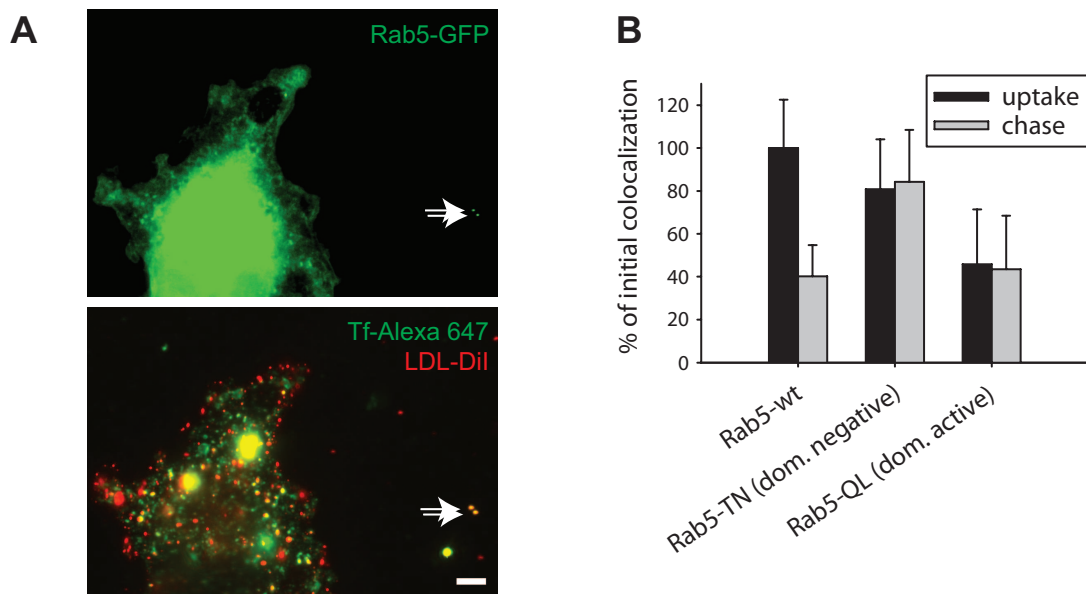 A
Rab5-GFP
Tf-Alexa 647
LDL-DiI
B
% of initial colocalization
120
100
80
60
40
20
0
uptake
chase
Rab5-wt
Rab5-TN (dom. negative)
Rab5-QL (dom. active)